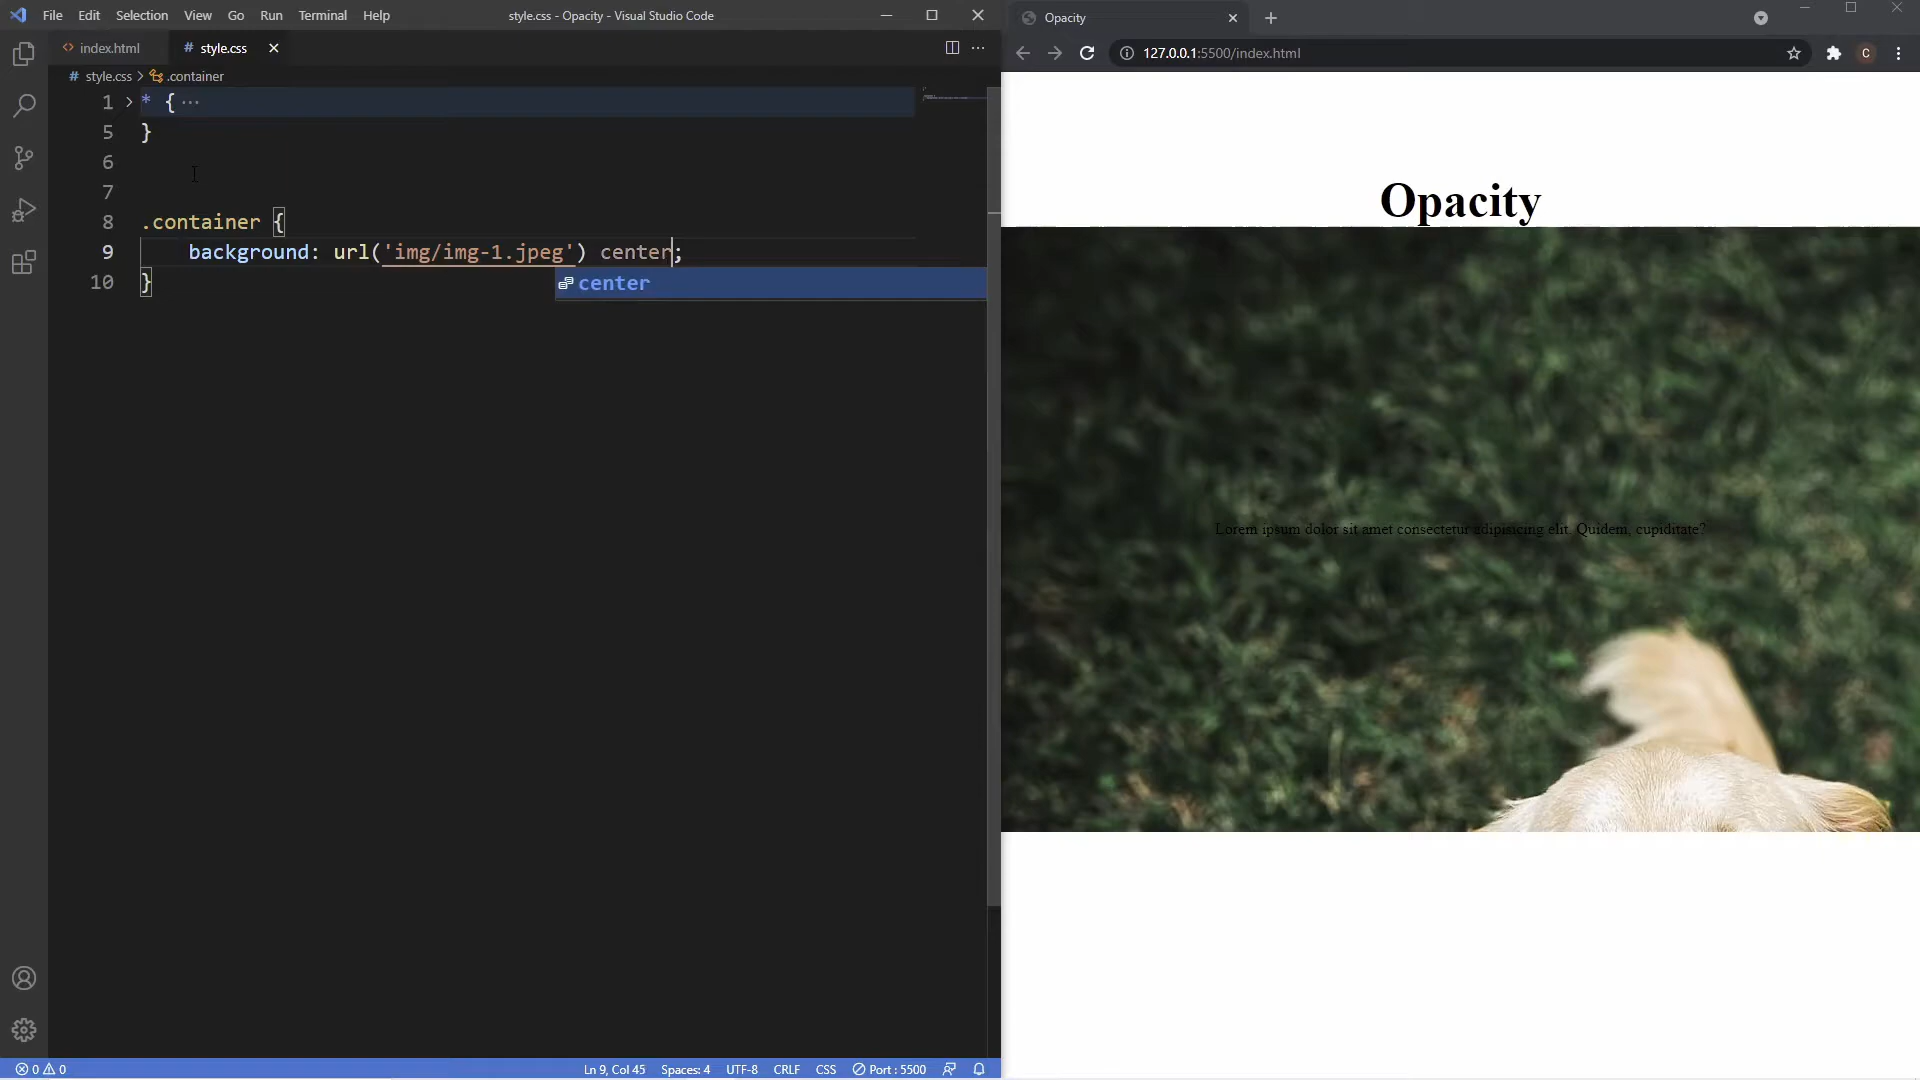 File Edit Selection View Go Run Terminal Help
style.css - Opacity - Visual Studio Code
index.html
# style.css
# style.css > .container
1 * { ...
5 }
6
7
8 .container {
9 background: url('img/img-1.jpeg') center;
10 }
center
0 0
Ln 9, Col 45 Spaces: 4 UTF-8 CRLF CSS Port : 5500
Opacity
127.0.0.1:5500/index.html
C
Opacity
Lorem ipsum dolor sit amet consectetur adipisicing elit. Quidem, cupiditate?